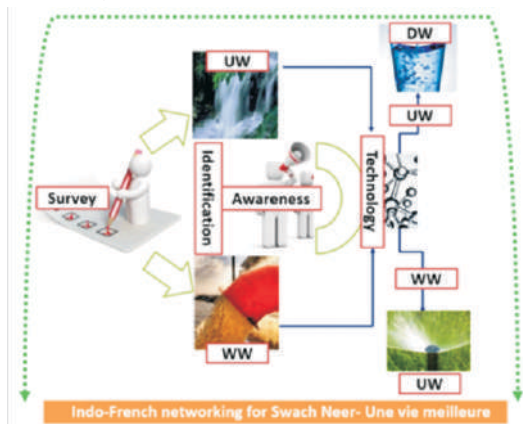 DW
UW
UW
Identification
Technology
Survey
Awareness
WW
WW
UW
Indo-French networking for Swach Neer- Une vie meilleure